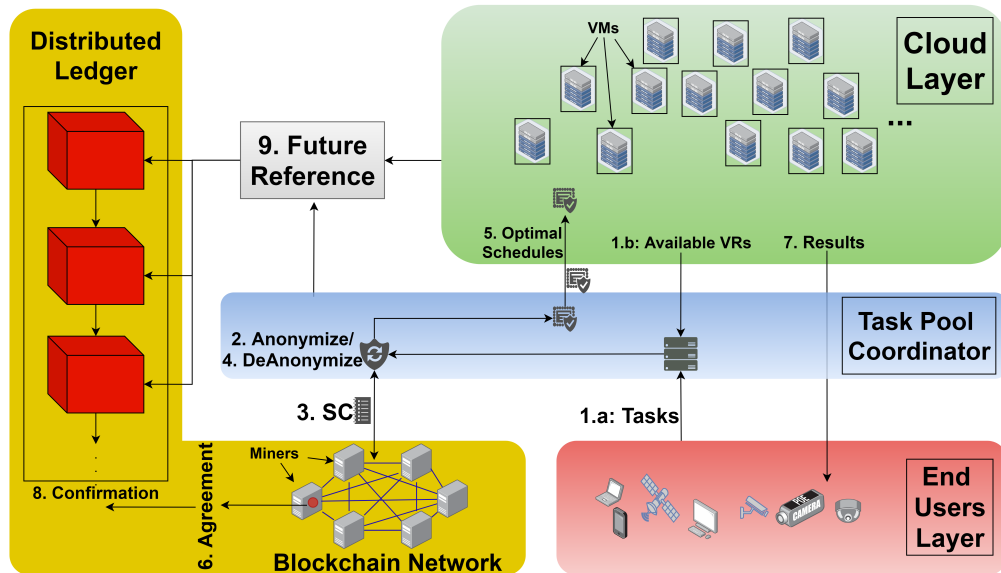 Distributed
Ledger
VMs
Cloud
Layer
...
9. Future
Reference
5. Optimal
Schedules
1.b: Available VRs
7. Results
2. Anonymize/
4. DeAnonymize
Task Pool
Coordinator
3. SC
1.a: Tasks
8. Confirmation
6. Agreement
Miners
Blockchain Network
CAMERA
End
Users
Layer